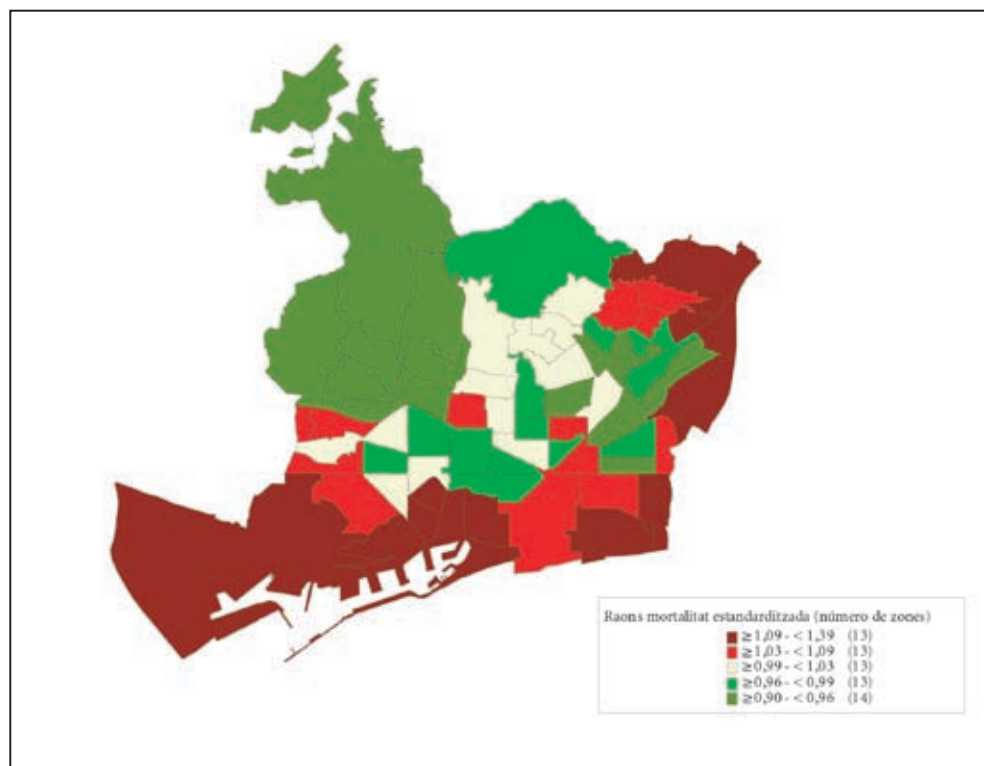 Raons mortalitat estandarditzada (número de zones)
≥1,09 - < 1,39 (13)
≥1,03 - < 1,09 (13)
≥0,99 - < 1,03 (13)
≥0,96 - < 0,99 (13)
≥0,90 - < 0,96 (14)